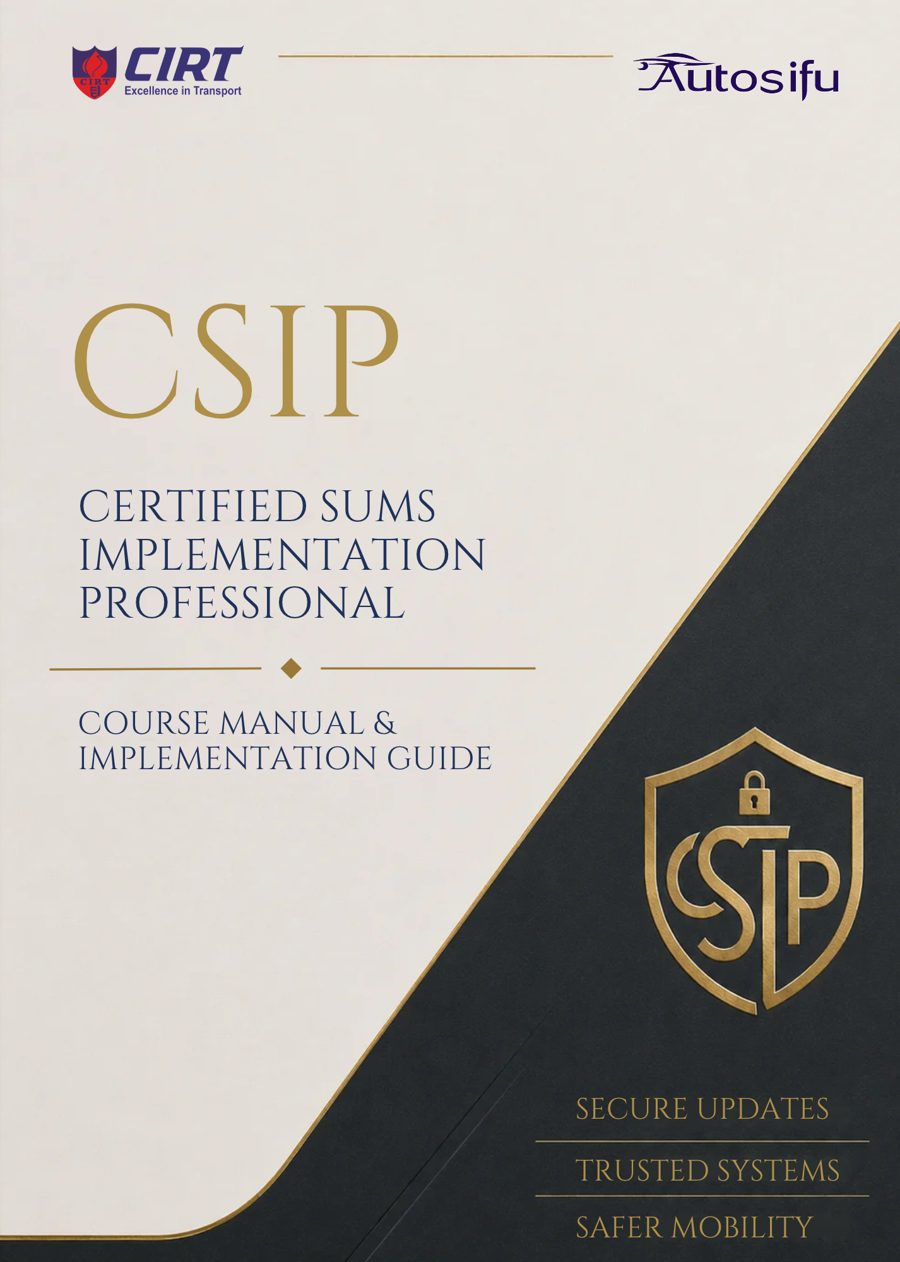 CIRT
CIRT
Excellence in Transport
Autosifu
CSIP
CERTIFIED SUMS
IMPLEMENTATION
PROFESSIONAL
COURSE MANUAL &
IMPLEMENTATION GUIDE
CSIP
SECURE UPDATES
TRUSTED SYSTEMS
SAFER MOBILITY